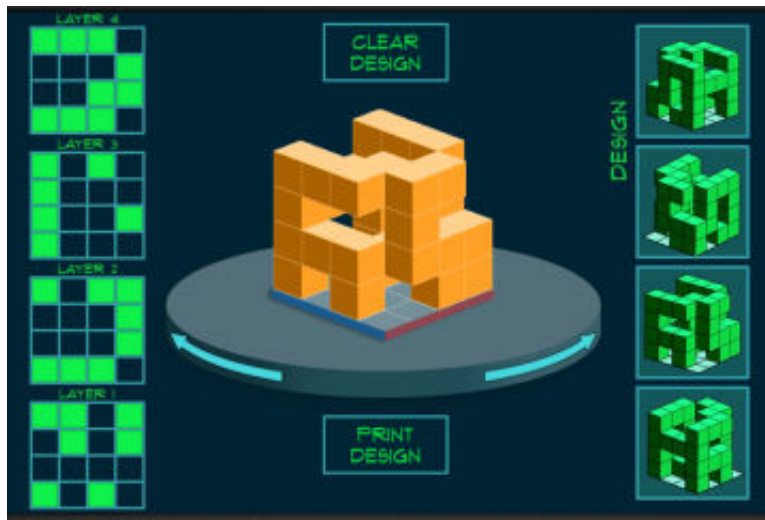 LAYER 4
LAYER 3
LAYER 2
LAYER 1
CLEAR
DESIGN
PRINT
DESIGN
DESIGN